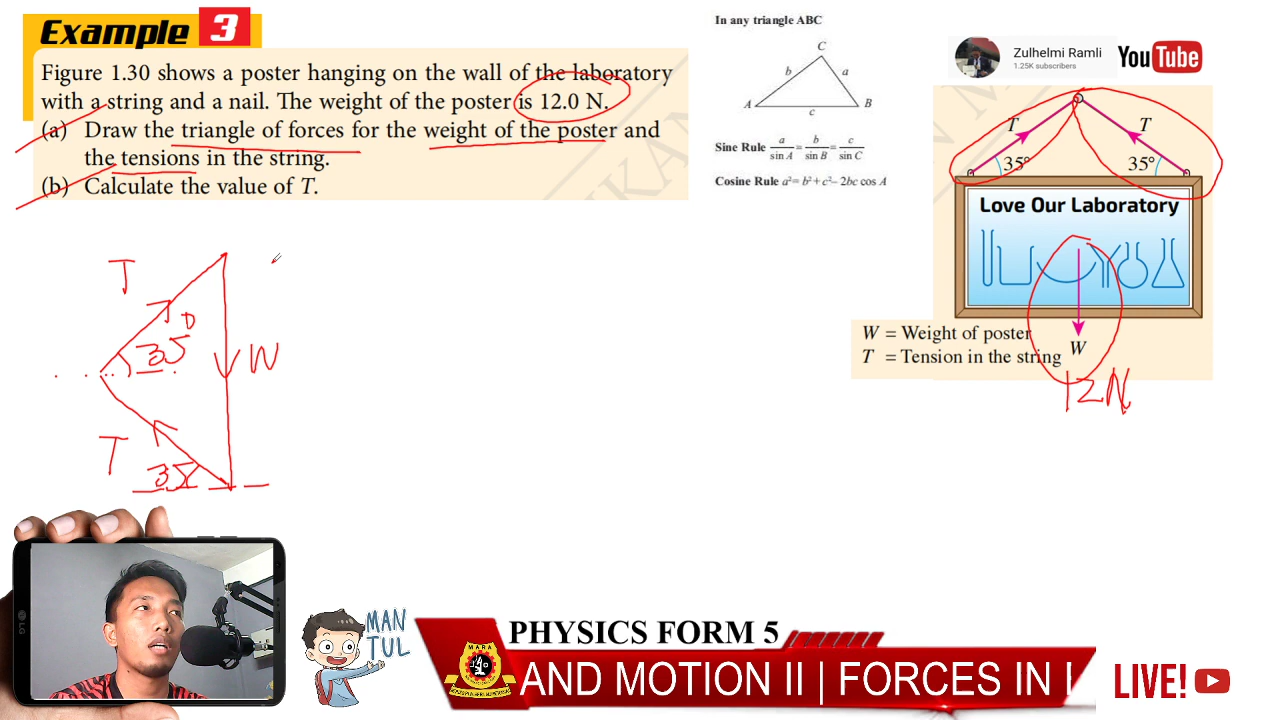 Example 3
Figure 1.30 shows a poster hanging on the wall of the laboratory
with a string and a nail. The weight of the poster is 12.0 N.
(a) Draw the triangle of forces for the weight of the poster and
the tensions in the string.
(b) Calculate the value of T.
In any triangle ABC
C
b
a
A
B
c
Sine Rule a/sin A = b/sin B = c/sin C
Cosine Rule a² = b² + c² – 2bc cos A
Zulhelmi Ramli
1.25K subscribers
YouTube
T
T
35°
35°
Love Our Laboratory
W = Weight of poster
T = Tension in the string
W
12N
T
35°
W
T
35
LG
MAN
TUL
PHYSICS FORM 5
MARA
AND MOTION II | FORCES IN
LIVE!